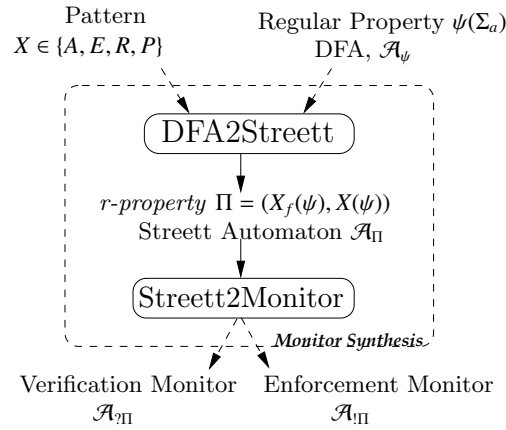 Pattern
X ∈ {A, E, R, P}
Regular Property ψ(Σ_a)
DFA, 𝒜_ψ
DFA2Streett
r-property Π = (X_f(ψ), X(ψ))
Streett Automaton 𝒜_Π
Streett2Monitor
Monitor Synthesis
Verification Monitor
𝒜_?Π
Enforcement Monitor
𝒜_!Π